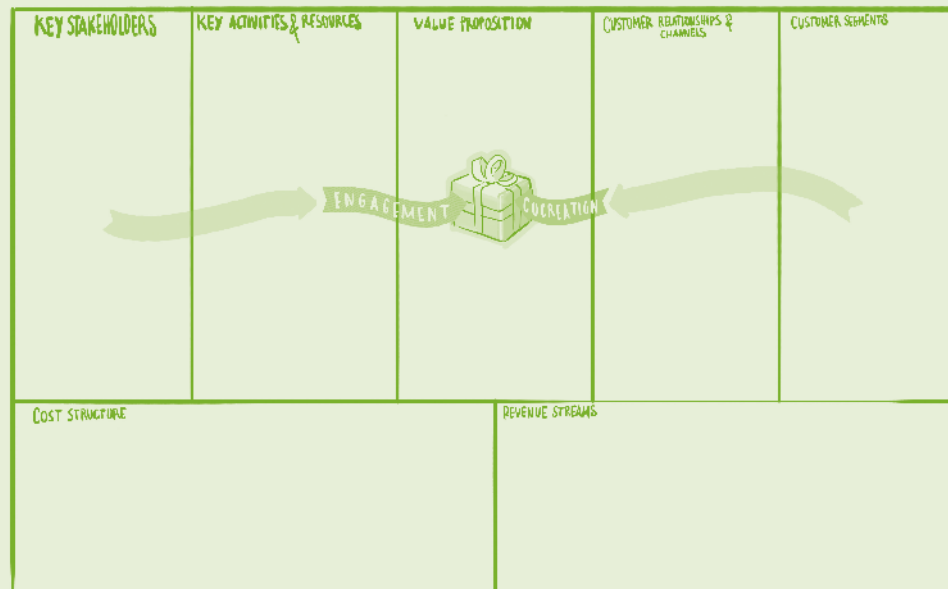 KEY STAKEHOLDERS
KEY ACTIVITIES & RESOURCES
VALUE PROPOSITION
CUSTOMER RELATIONSHIPS &
CHANNELS
CUSTOMER SEGMENTS
ENGAGEMENT
COCREATION
COST STRUCTURE
REVENUE STREAMS